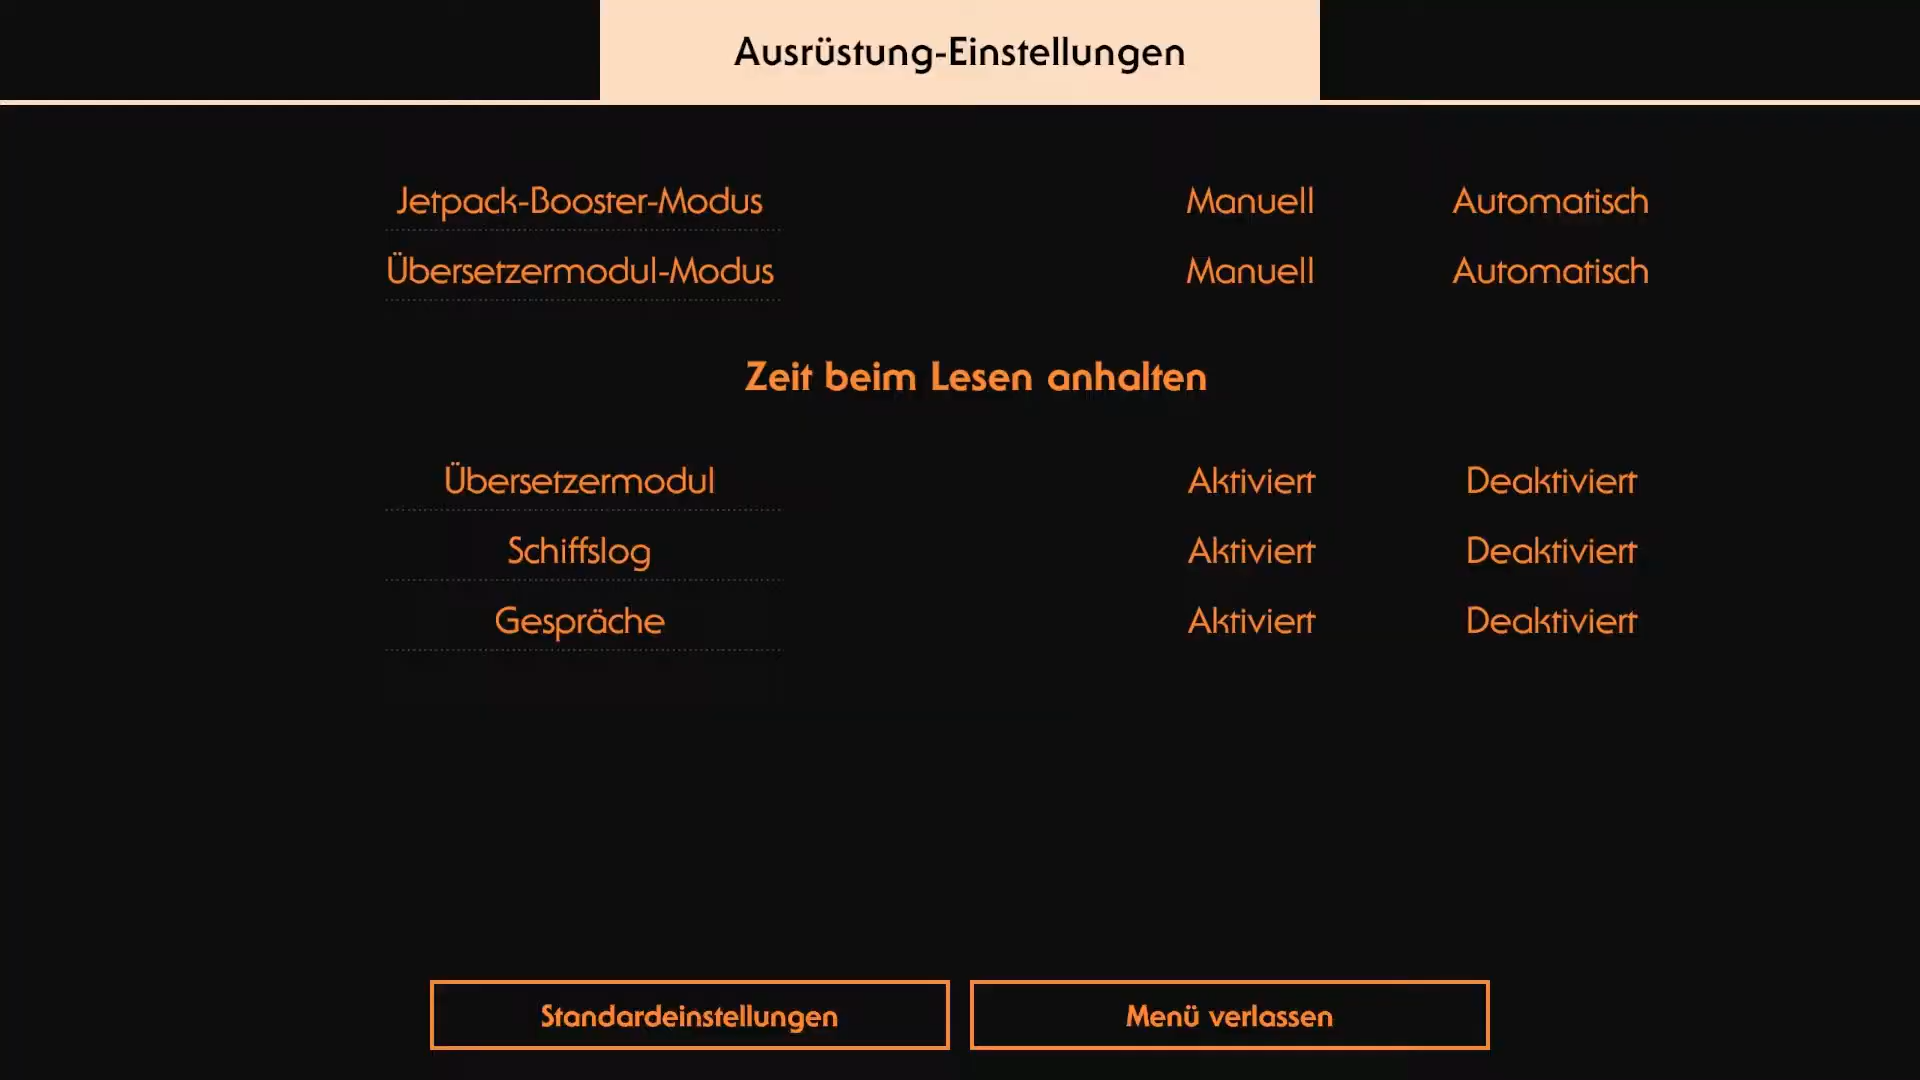 Ausrüstung-Einstellungen
Jetpack-Booster-Modus Manuell Automatisch
Übersetzermodul-Modus Manuell Automatisch
Zeit beim Lesen anhalten
Übersetzermodul Aktiviert Deaktiviert
Schiffslog Aktiviert Deaktiviert
Gespräche Aktiviert Deaktiviert
Standardeinstellungen Menü verlassen